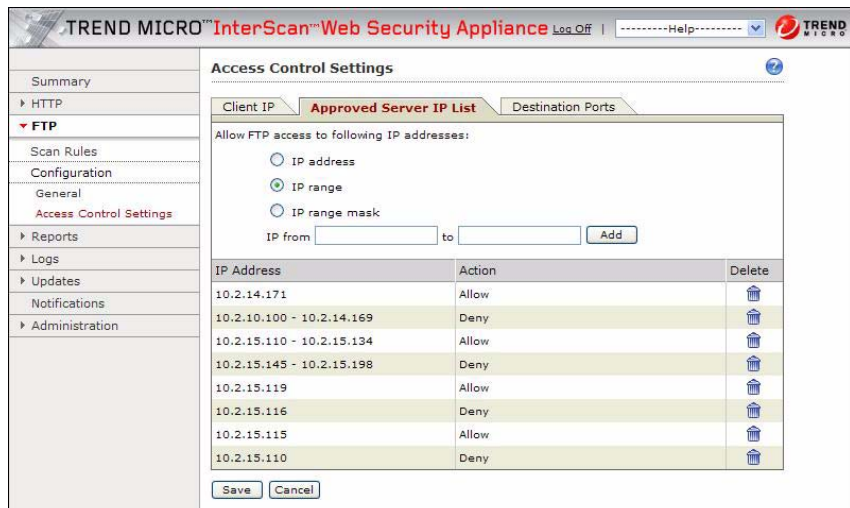 TREND MICRO™InterScan™Web Security Appliance Log Off | ---------Help--------- TREND MICRO
Summary
HTTP
FTP
Scan Rules
Configuration
General
Access Control Settings
Reports
Logs
Updates
Notifications
Administration
Access Control Settings
Client IP Approved Server IP List Destination Ports
Allow FTP access to following IP addresses:
IP address
IP range
IP range mask
IP from to Add
IP Address Action Delete
10.2.14.171 Allow
10.2.10.100 - 10.2.14.169 Deny
10.2.15.110 - 10.2.15.134 Allow
10.2.15.145 - 10.2.15.198 Deny
10.2.15.119 Allow
10.2.15.116 Deny
10.2.15.115 Allow
10.2.15.110 Deny
Save Cancel